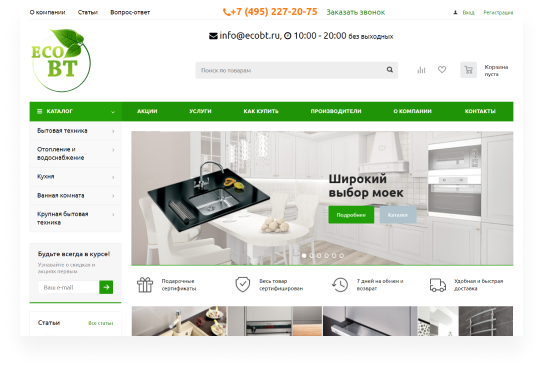 О компании Статьи Вопрос-ответ +7 (495) 227-20-75 Заказать звонок Вход Регистрация
info@ecobt.ru, 10:00 - 20:00 без выходных
ECO
BT
Поиск по товарам
Корзина
пуста
КАТАЛОГ АКЦИИ УСЛУГИ КАК КУПИТЬ ПРОИЗВОДИТЕЛИ О КОМПАНИИ КОНТАКТЫ
Бытовая техника
Отопление и
водоснабжение
Кухня
Ванная комната
Крупная бытовая
техника
Широкий
выбор моек
Подробнее Каталог
Будьте всегда в курсе!
Узнавайте о скидках и
акциях первым
Ваш e-mail
Подарочные
сертификаты
Весь товар
сертифицирован
7 дней на обмен и
возврат
Удобная и быстрая
доставка
Статьи Все статьи